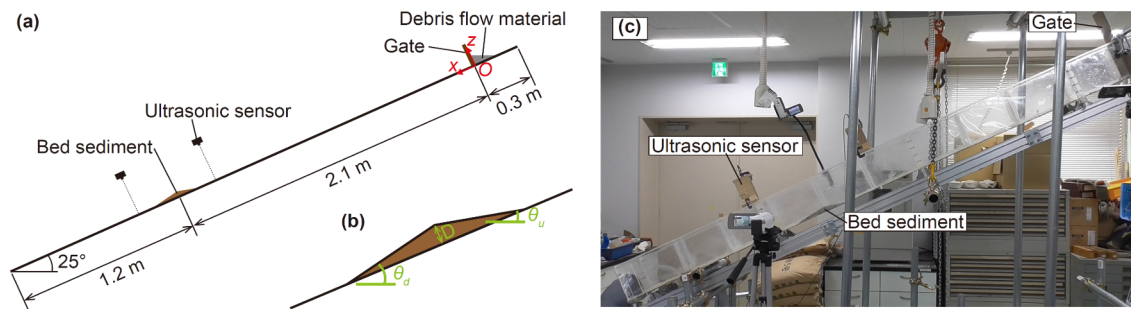 (a)
Debris flow material
Gate
z
x
O
0.3 m
Ultrasonic sensor
Bed sediment
2.1 m
25°
1.2 m
(b)
D
θu
θd
(c)
Gate
Ultrasonic sensor
Bed sediment